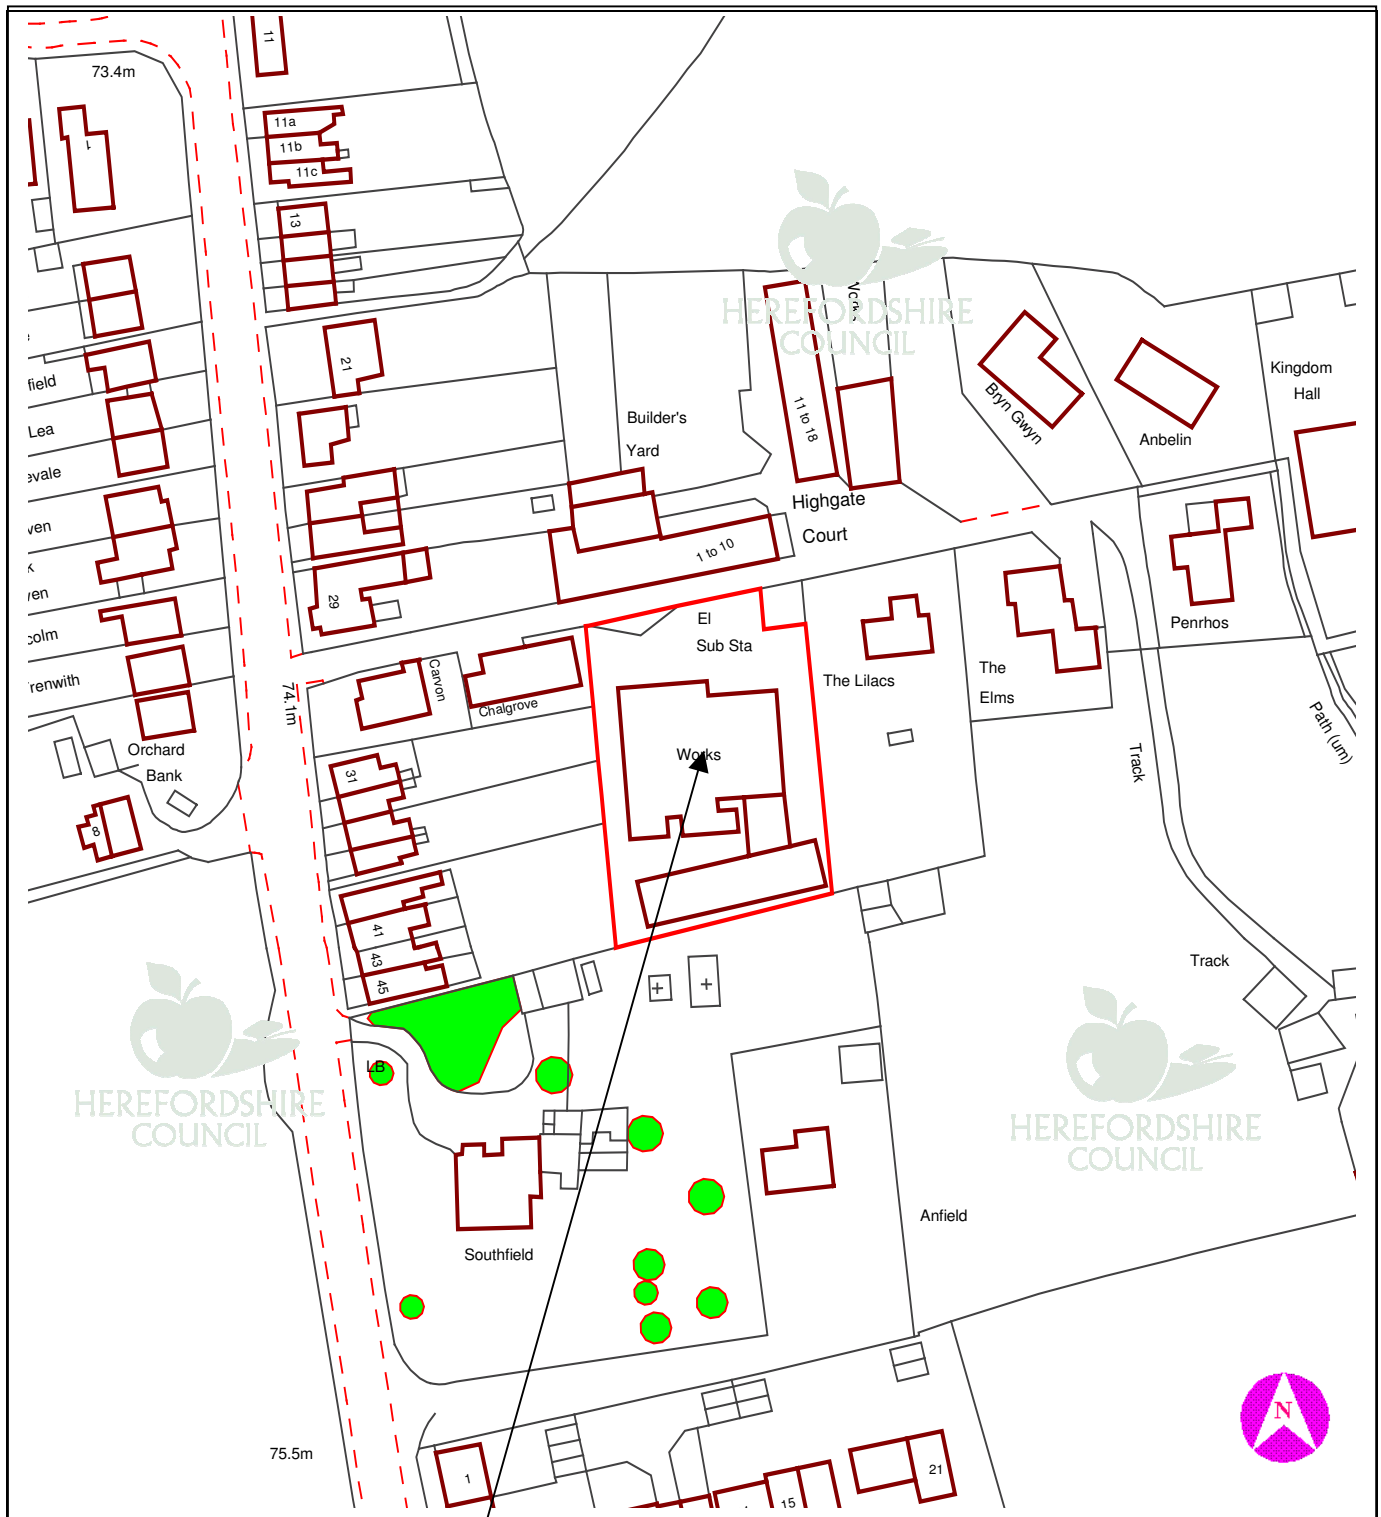 11
73.4m
11a
1
11b
11c
13
HEREFORDSHIRE
COUNCIL
21
Kingdom
Hall
field
Bryn Gwyn
11 to 18
Builder's
Lea
Anbelin
Yard
evale
Highgate
ven
Court
1 to 10
k
ven
29
El
Penrhos
colm
Sub Sta
The
Carvon
The Lilacs
renwith
Elms
74.1m
Chalgrove
Path (um)
Orchard
Works
Track
Bank
31
8
41
43
Track
45
HEREFORDSHIRE
COUNCIL
LB
HEREFORDSHIRE
COUNCIL
Anfield
Southfield
N
75.5m
1
21
15